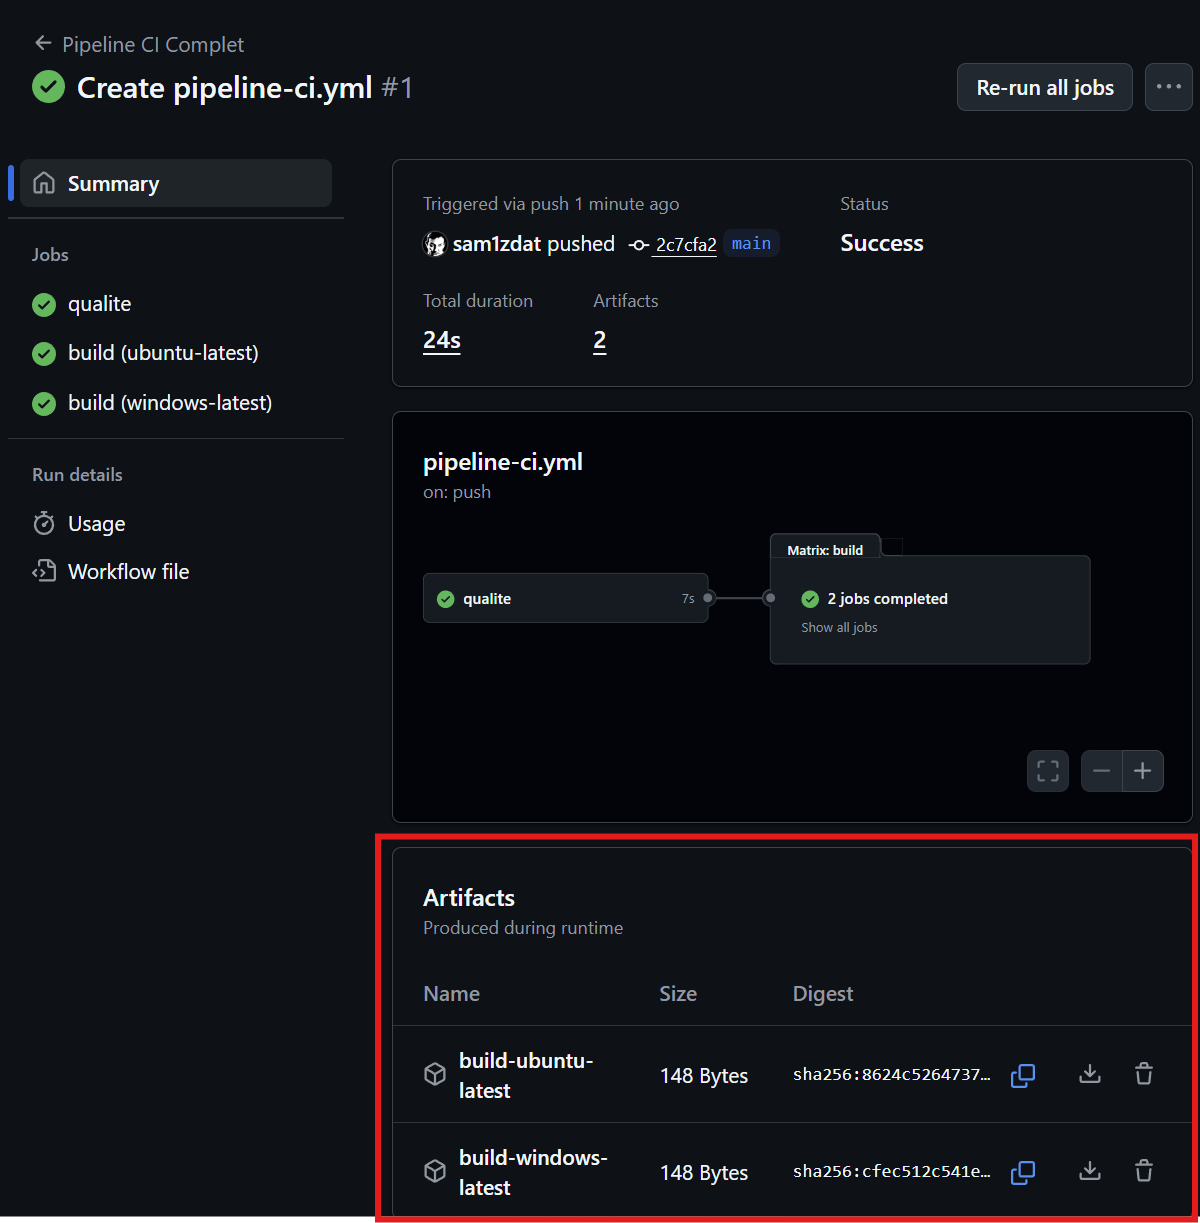 Pipeline CI Complet
Create pipeline-ci.yml #1
Re-run all jobs
Summary
Jobs
qualite
build (ubuntu-latest)
build (windows-latest)
Run details
Usage
Workflow file
Triggered via push 1 minute ago
sam1zdat pushed 2c7cfa2 main
Status
Success
Total duration
24s
Artifacts
2
pipeline-ci.yml
on: push
qualite 7s
Matrix: build
2 jobs completed
Show all jobs
Artifacts
Produced during runtime
Name Size Digest
build-ubuntu-
latest
148 Bytes
sha256:8624c5264737…
build-windows-
latest
148 Bytes
sha256:cfec512c541e…